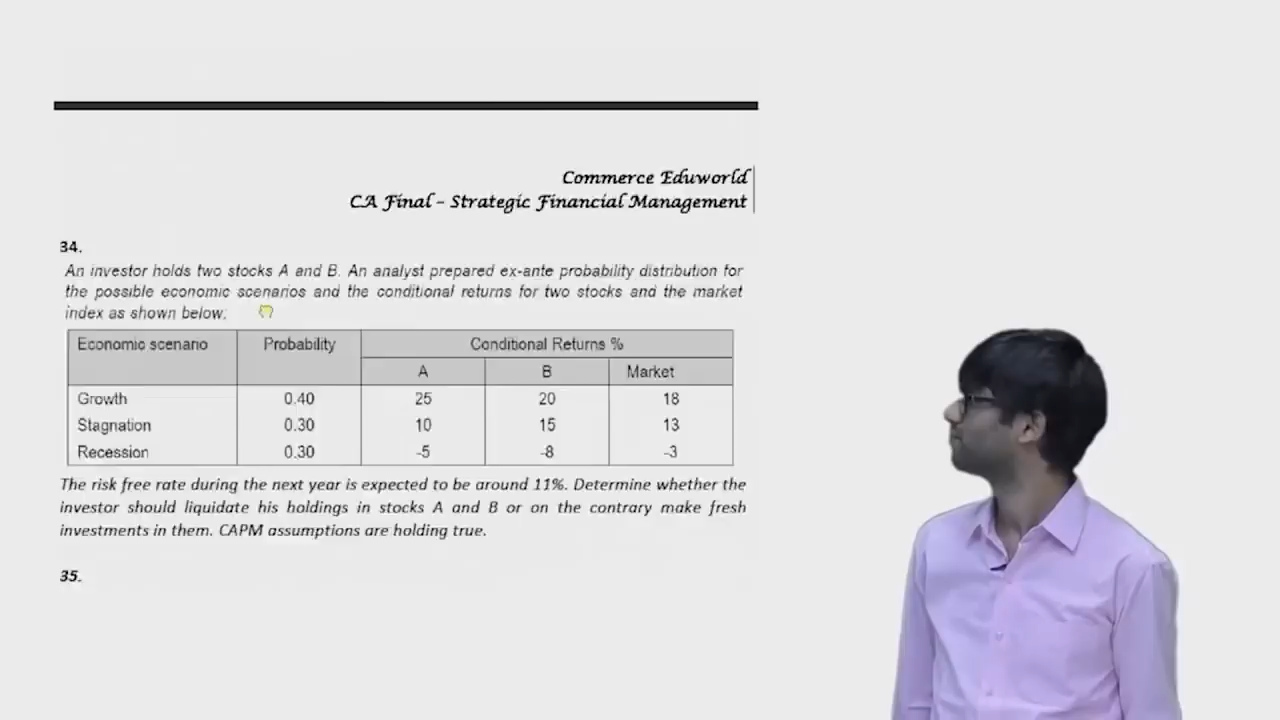 Commerce Eduworld
CA Final – Strategic Financial Management
34.
An investor holds two stocks A and B. An analyst prepared ex-ante probability distribution for
the possible economic scenarios and the conditional returns for two stocks and the market
index as shown below:
Economic scenario Probability Conditional Returns %
A B Market
Growth 0.40 25 20 18
Stagnation 0.30 10 15 13
Recession 0.30 -5 -8 -3
The risk free rate during the next year is expected to be around 11%. Determine whether the
investor should liquidate his holdings in stocks A and B or on the contrary make fresh
investments in them. CAPM assumptions are holding true.
35.